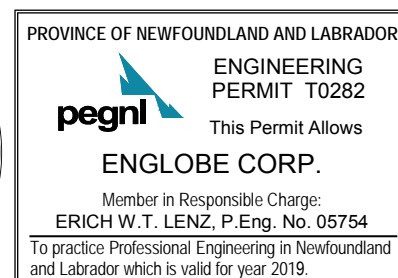 PROVINCE OF NEWFOUNDLAND AND LABRADOR
pegnl
ENGINEERING
PERMIT T0282
This Permit Allows
ENGLOBE CORP.
Member in Responsible Charge:
ERICH W.T. LENZ, P.Eng. No. 05754
To practice Professional Engineering in Newfoundland
and Labrador which is valid for year 2019.